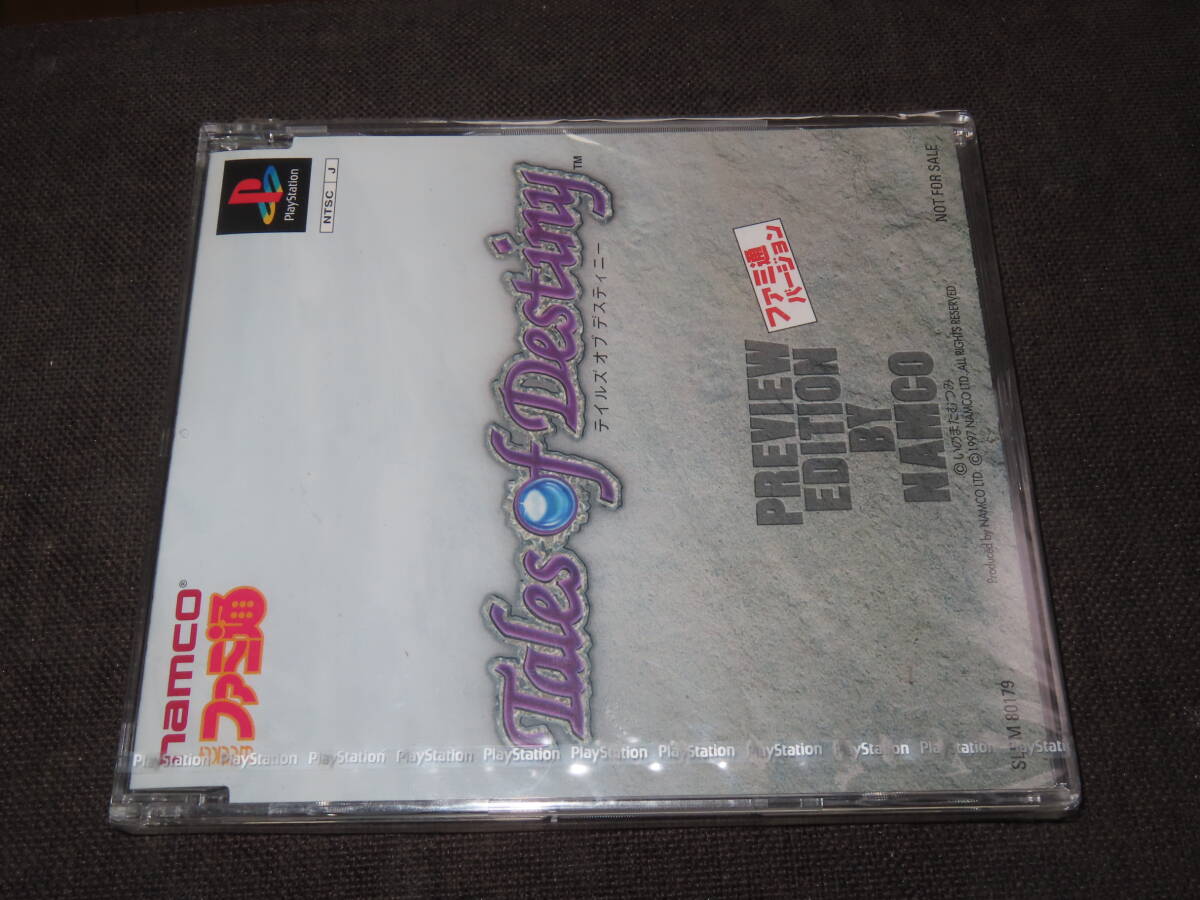 namco®
WEEKLY
ファミ通
PlayStation
NTSC J
Tales of Destiny™
テイルズ オブ デスティニー
ファミ通
バージョン
PREVIEW
EDITION
BY
NAMCO
NOT FOR SALE
©いのまたむつみ
Produced by NAMCO LTD. ©1997 NAMCO LTD., ALL RIGHTS RESERVED
80179
PlayStation PlayStation PlayStation PlayStation PlayStation PlayStation PlayStation PlayStation PlayStation PlayStation